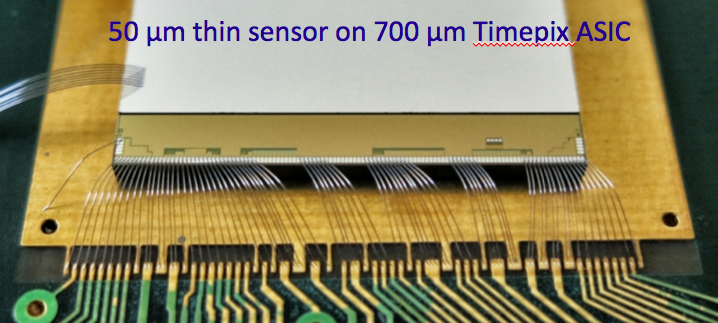 50 μm thin sensor on 700 μm Timepix ASIC